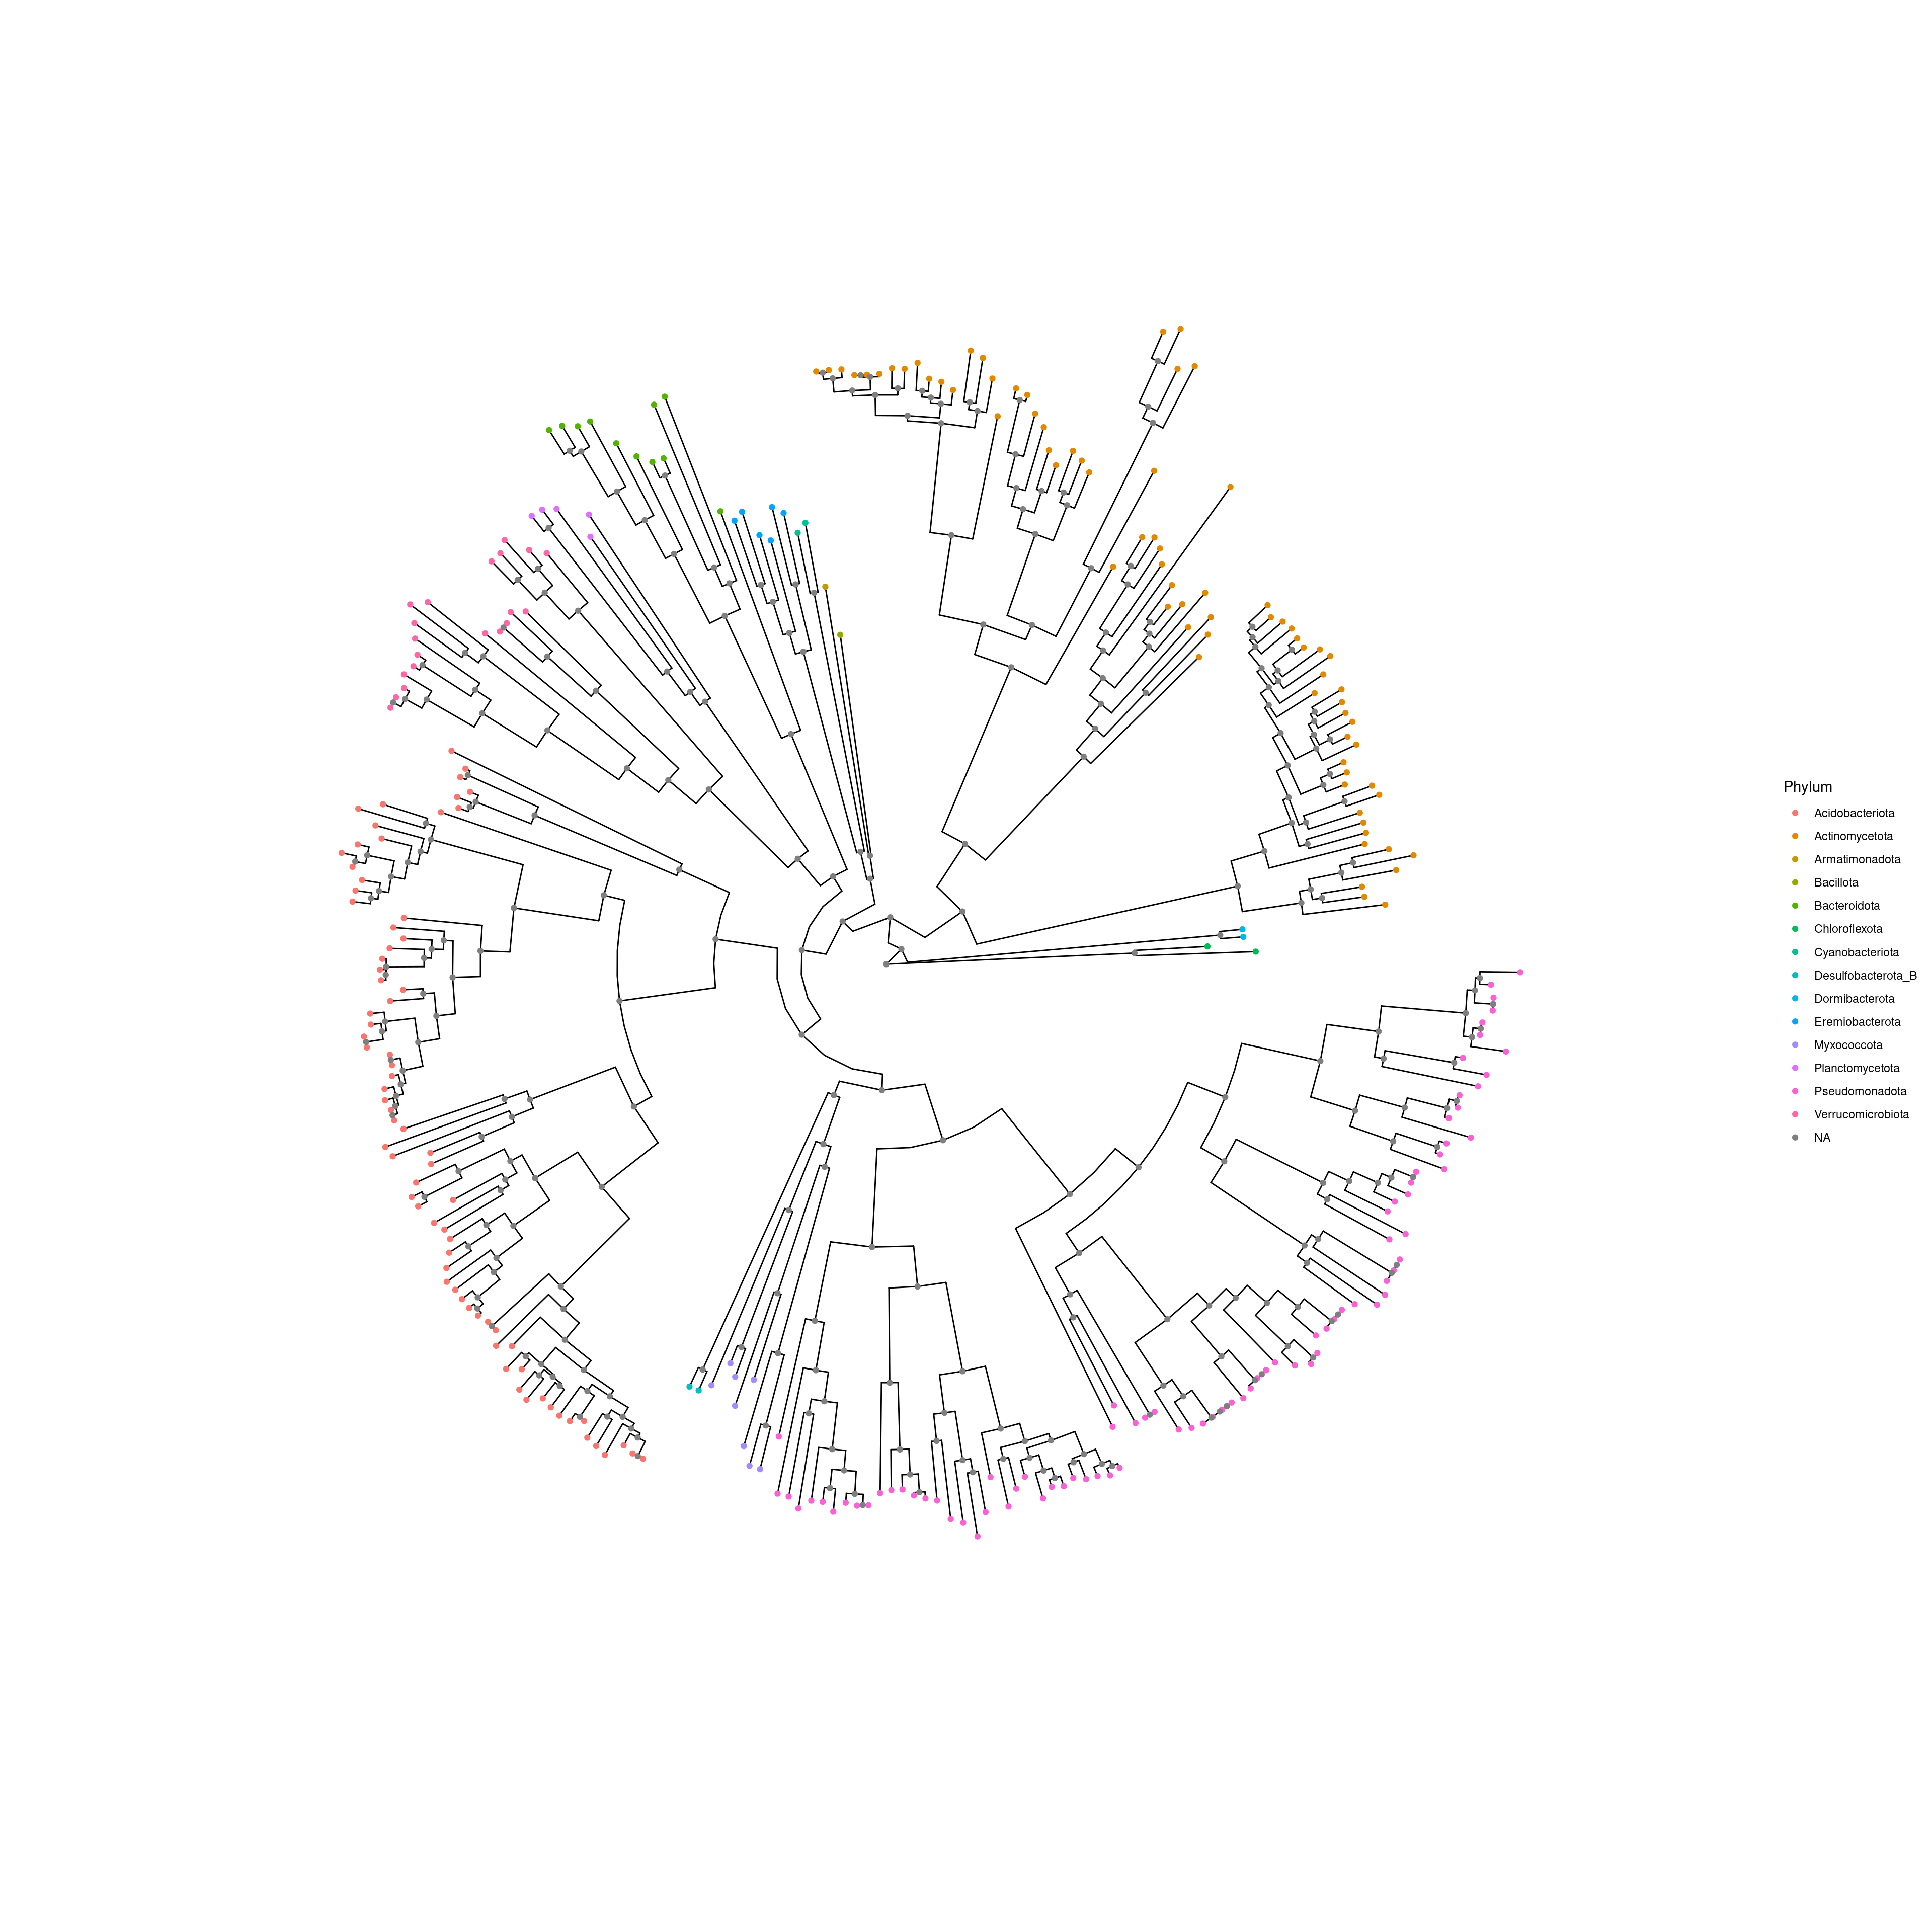 Phylum
Acidobacteriota
Actinomycetota
Armatimonadota
Bacillota
Bacteroidota
Chloroflexota
Cyanobacteriota
Desulfobacterota_B
Dormibacterota
Eremiobacterota
Myxococcota
Planctomycetota
Pseudomonadota
Verrucomicrobiota
NA